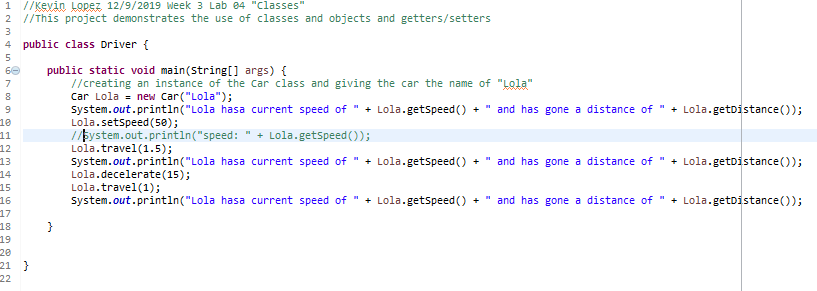 1 //Kevin Lopez 12/9/2019 Week 3 Lab 04 "Classes"
2 //This project demonstrates the use of classes and objects and getters/setters
3
4 public class Driver {
5
6 public static void main(String[] args) {
7 //creating an instance of the Car class and giving the car the name of "Lola"
8 Car Lola = new Car("Lola");
9 System.out.println("Lola hasa current speed of " + Lola.getSpeed() + " and has gone a distance of " + Lola.getDistance());
10 Lola.setSpeed(50);
11 //System.out.println("speed: " + Lola.getSpeed());
12 Lola.travel(1.5);
13 System.out.println("Lola hasa current speed of " + Lola.getSpeed() + " and has gone a distance of " + Lola.getDistance());
14 Lola.decelerate(15);
15 Lola.travel(1);
16 System.out.println("Lola hasa current speed of " + Lola.getSpeed() + " and has gone a distance of " + Lola.getDistance());
17
18 }
19
20
21 }
22